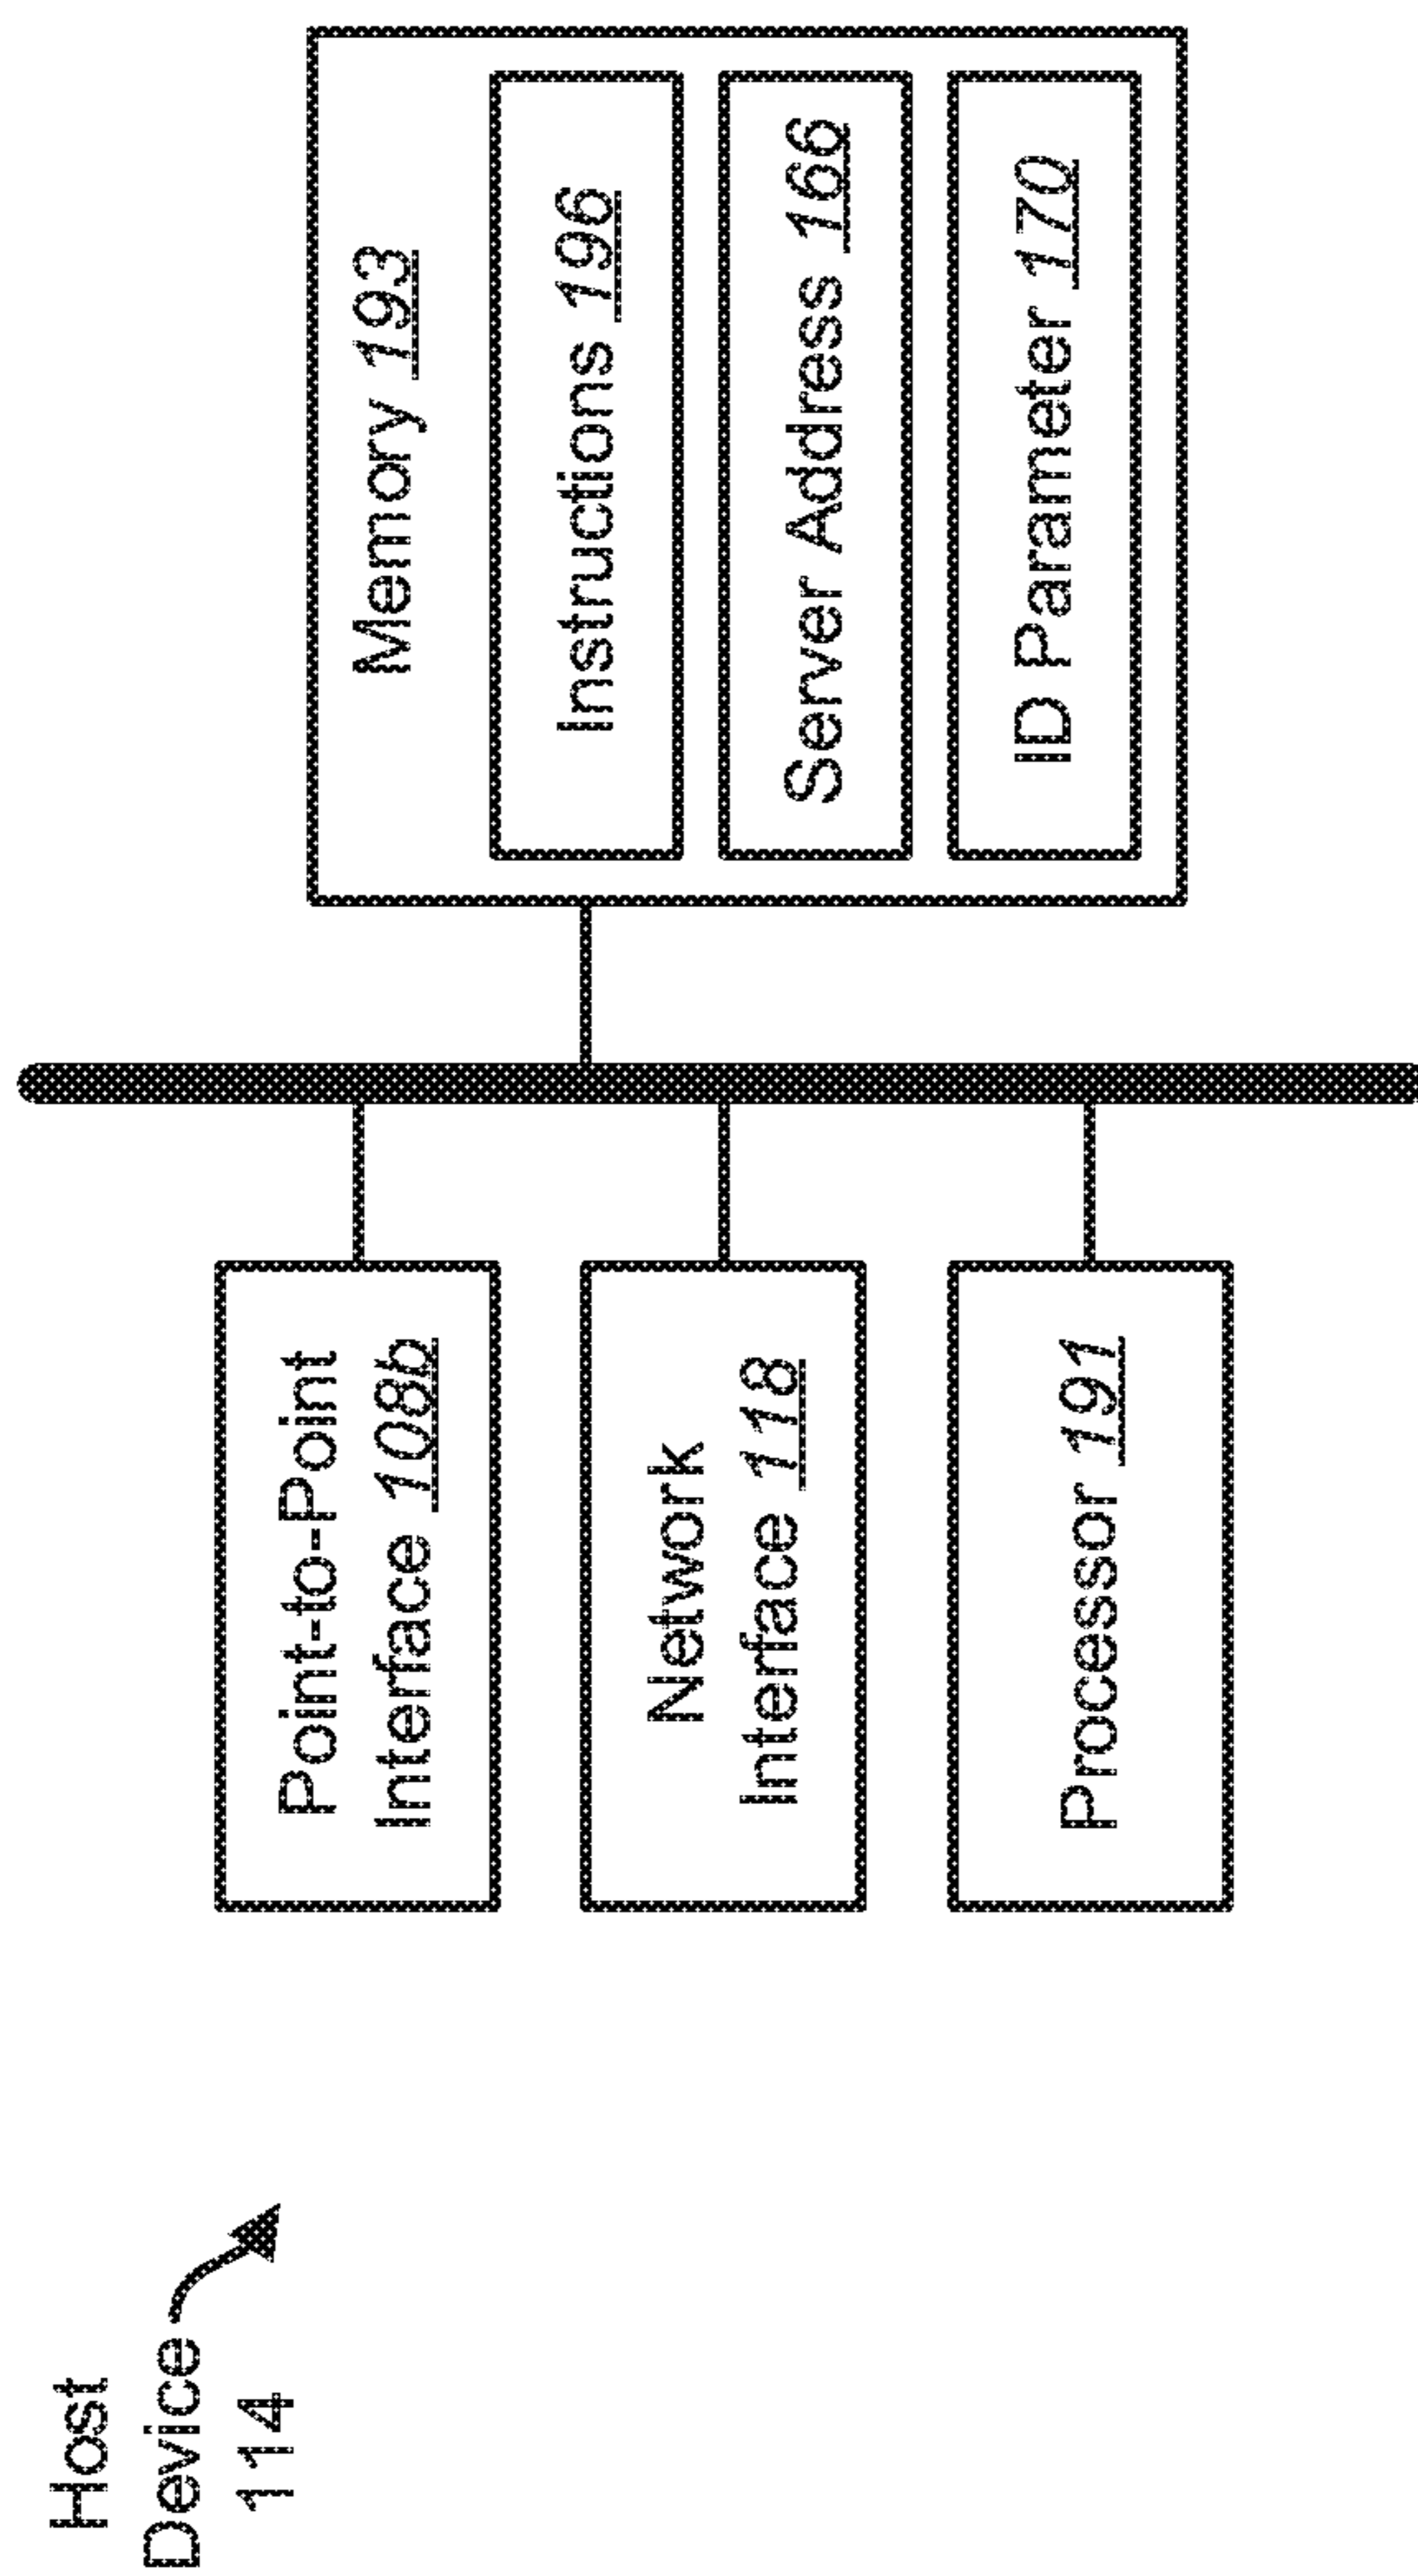 Host
Device
114
Point-to-Point
Interface 108b
Network
Interface 118
Processor 191
Memory 193
Instructions 196
Server Address 166
ID Parameter 170